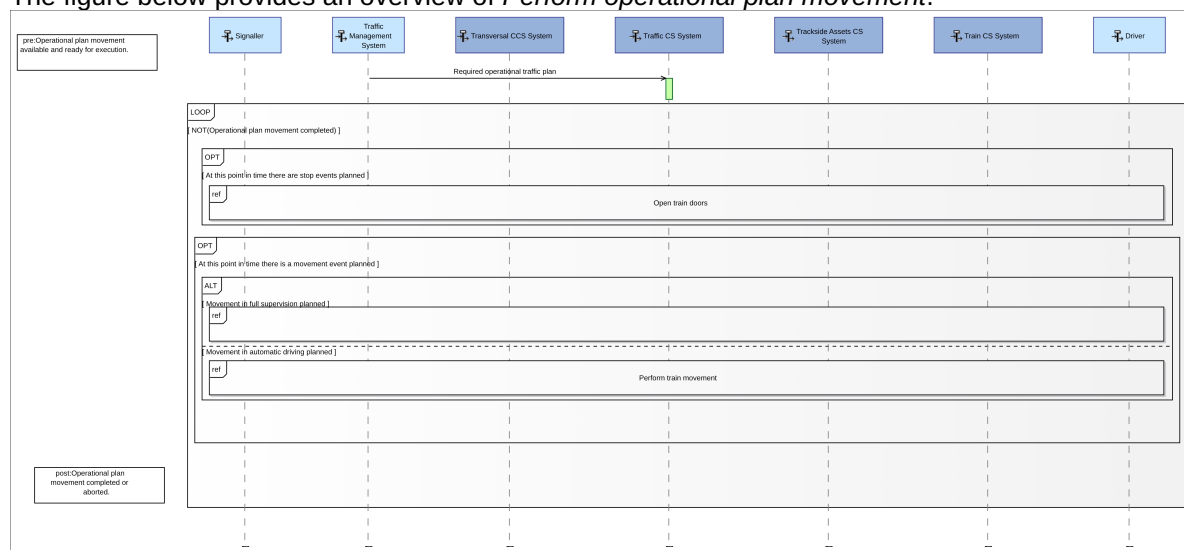 The figure below provides an overview of Perform operational plan movement.
pre:Operational plan movement
available and ready for execution.
Signaller
Traffic
Management
System
Transversal CCS System
Traffic CS System
Trackside Assets CS
System
Train CS System
Driver
Required operational traffic plan
LOOP
[ NOT(Operational plan movement completed) ]
OPT
[ At this point in time there are stop events planned ]
ref
Open train doors
OPT
[ At this point in time there is a movement event planned ]
ALT
[ Movement in full supervision planned ]
ref
[ Movement in automatic driving planned ]
ref
Perform train movement
post:Operational plan
movement completed or
aborted.